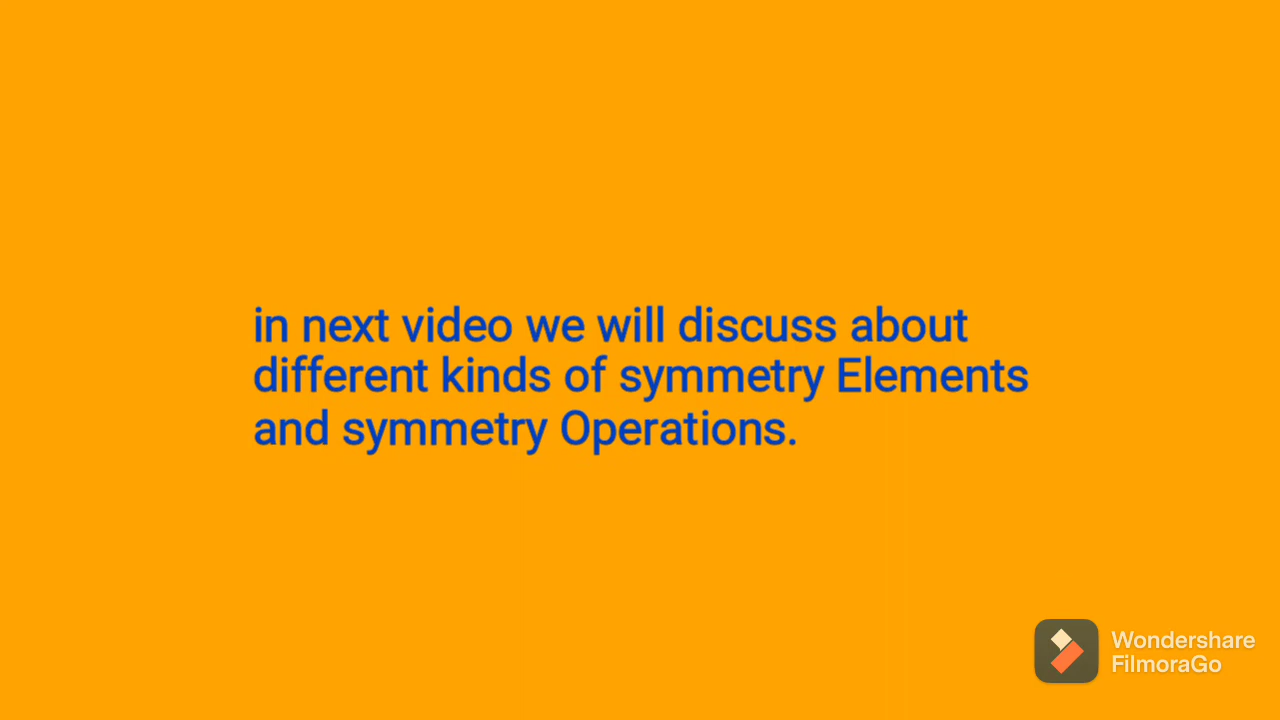 in next video we will discuss about
different kinds of symmetry Elements
and symmetry Operations.
Wondershare
FilmoraGo